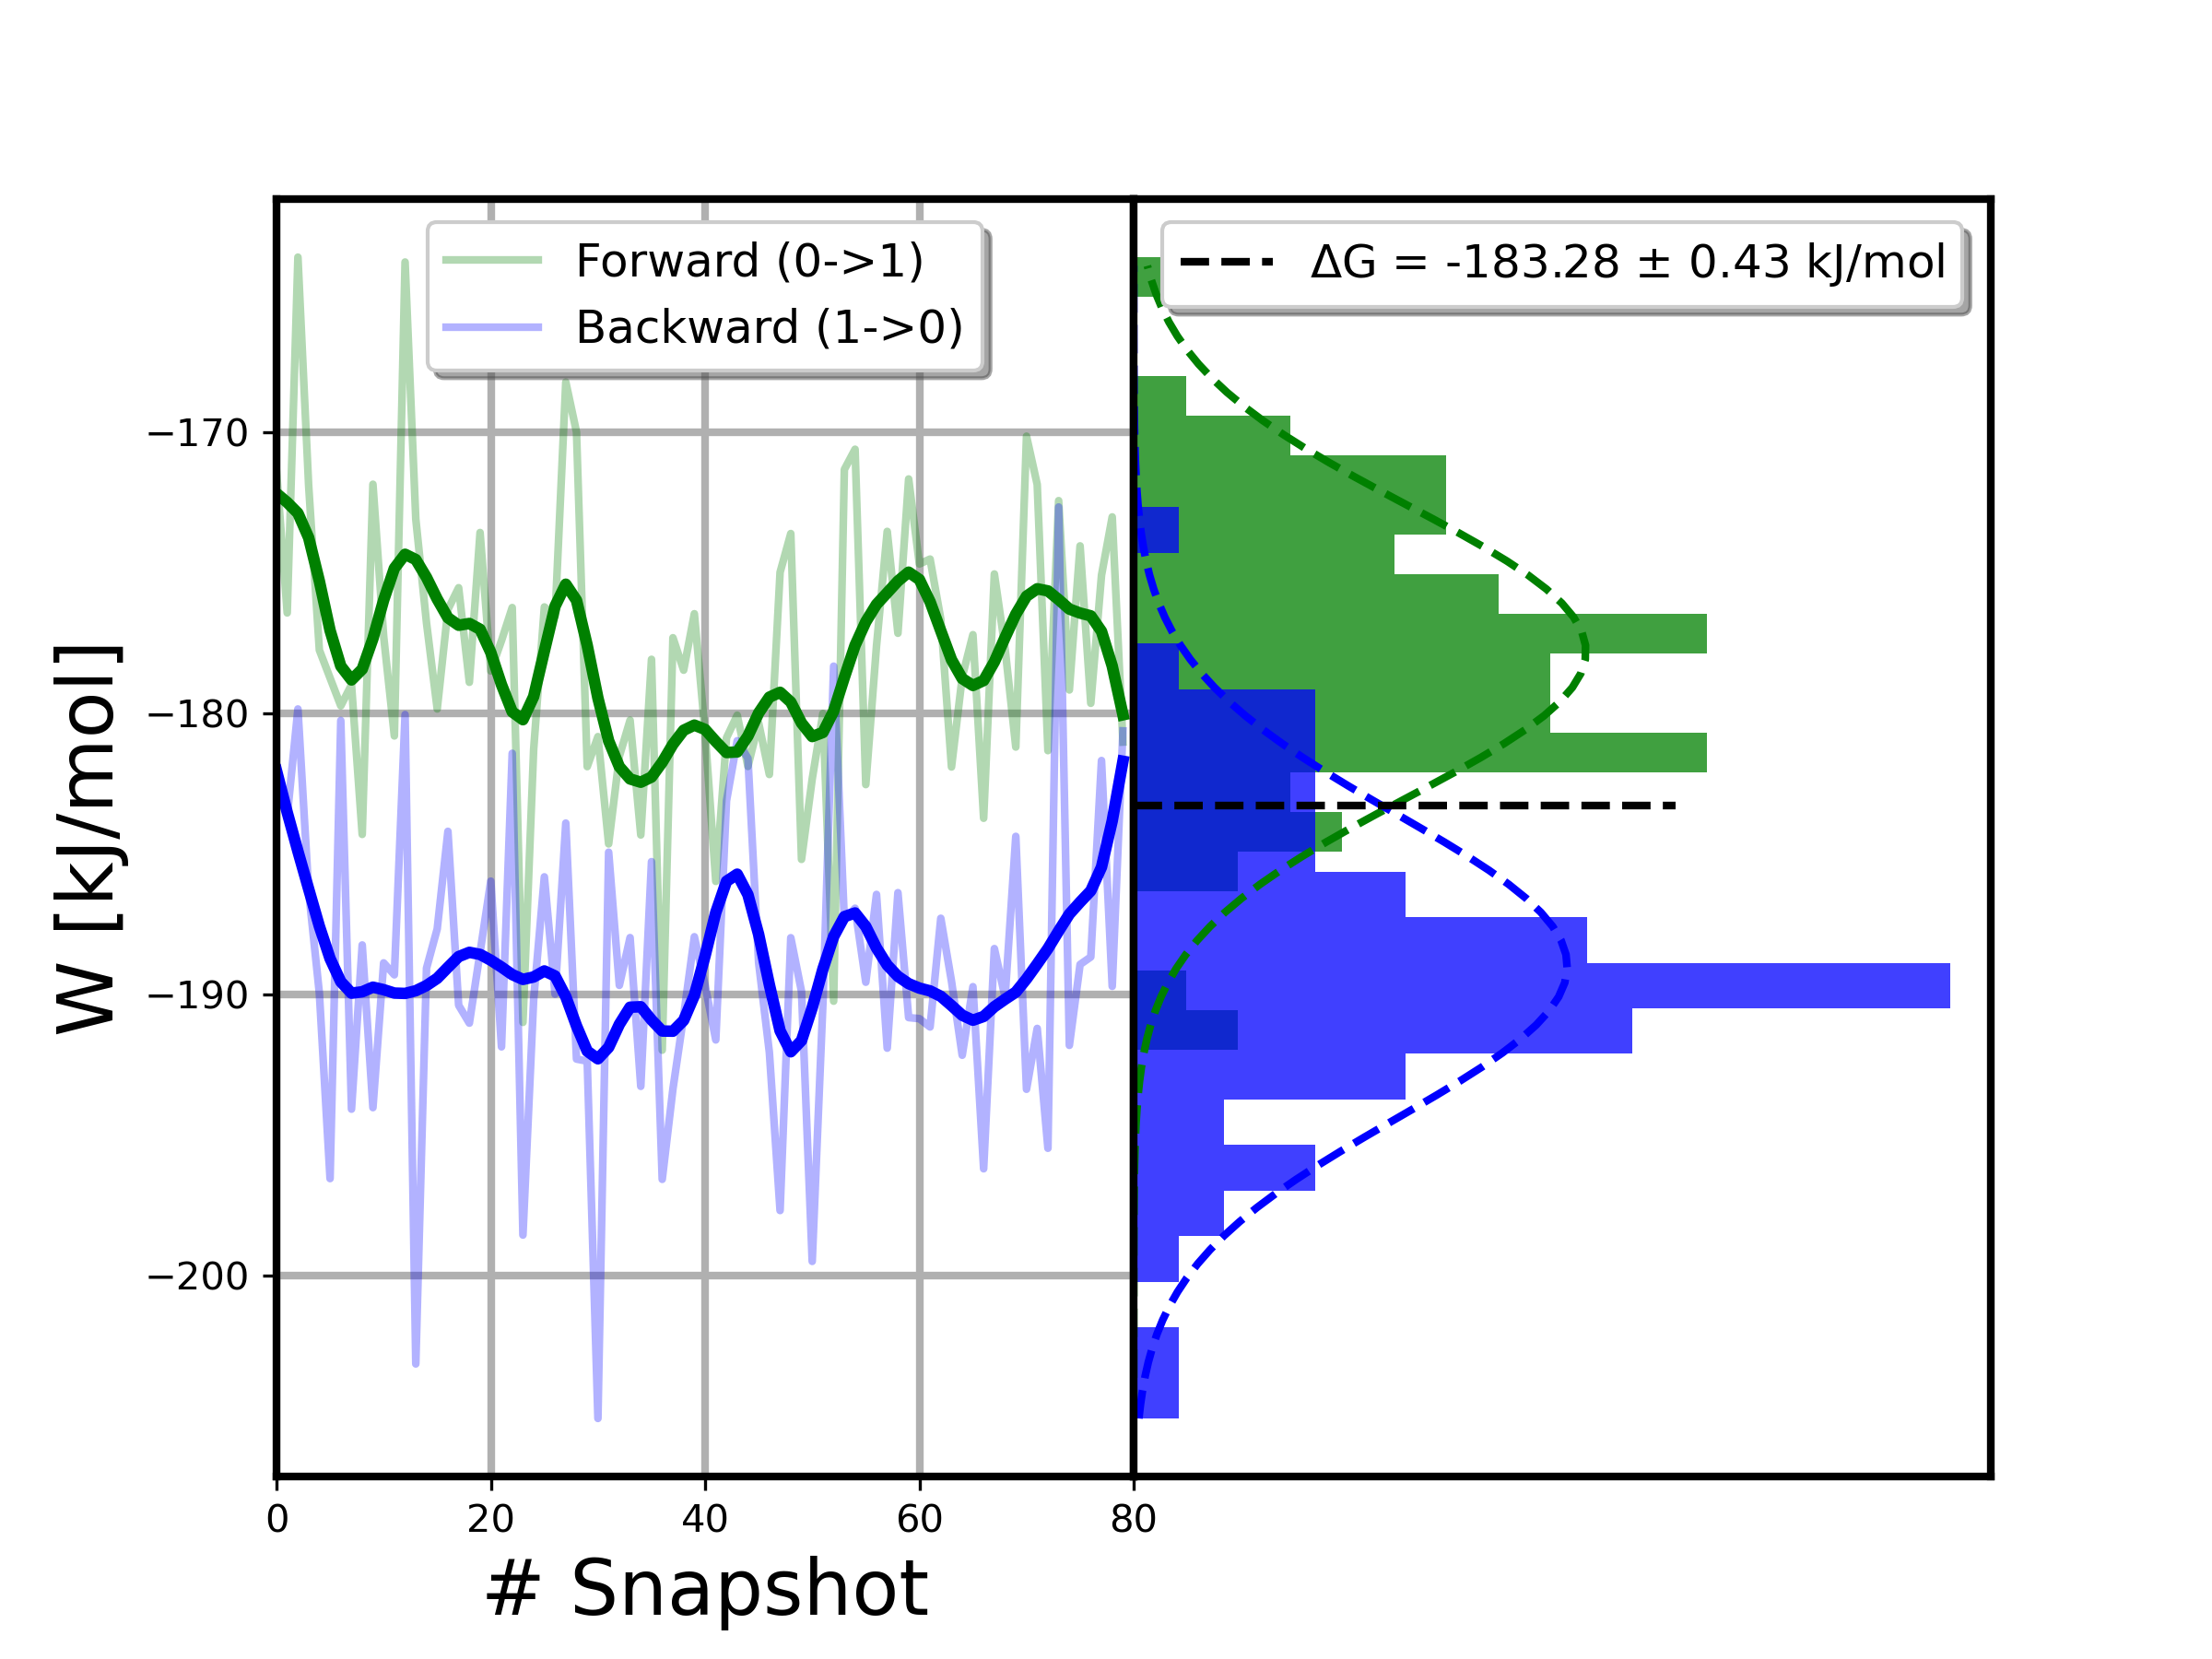 Forward (0->1)
Backward (1->0)
ΔG = -183.28 ± 0.43 kJ/mol
W [kJ/mol]
−170
−180
−190
−200
0 20 40 60 80
# Snapshot